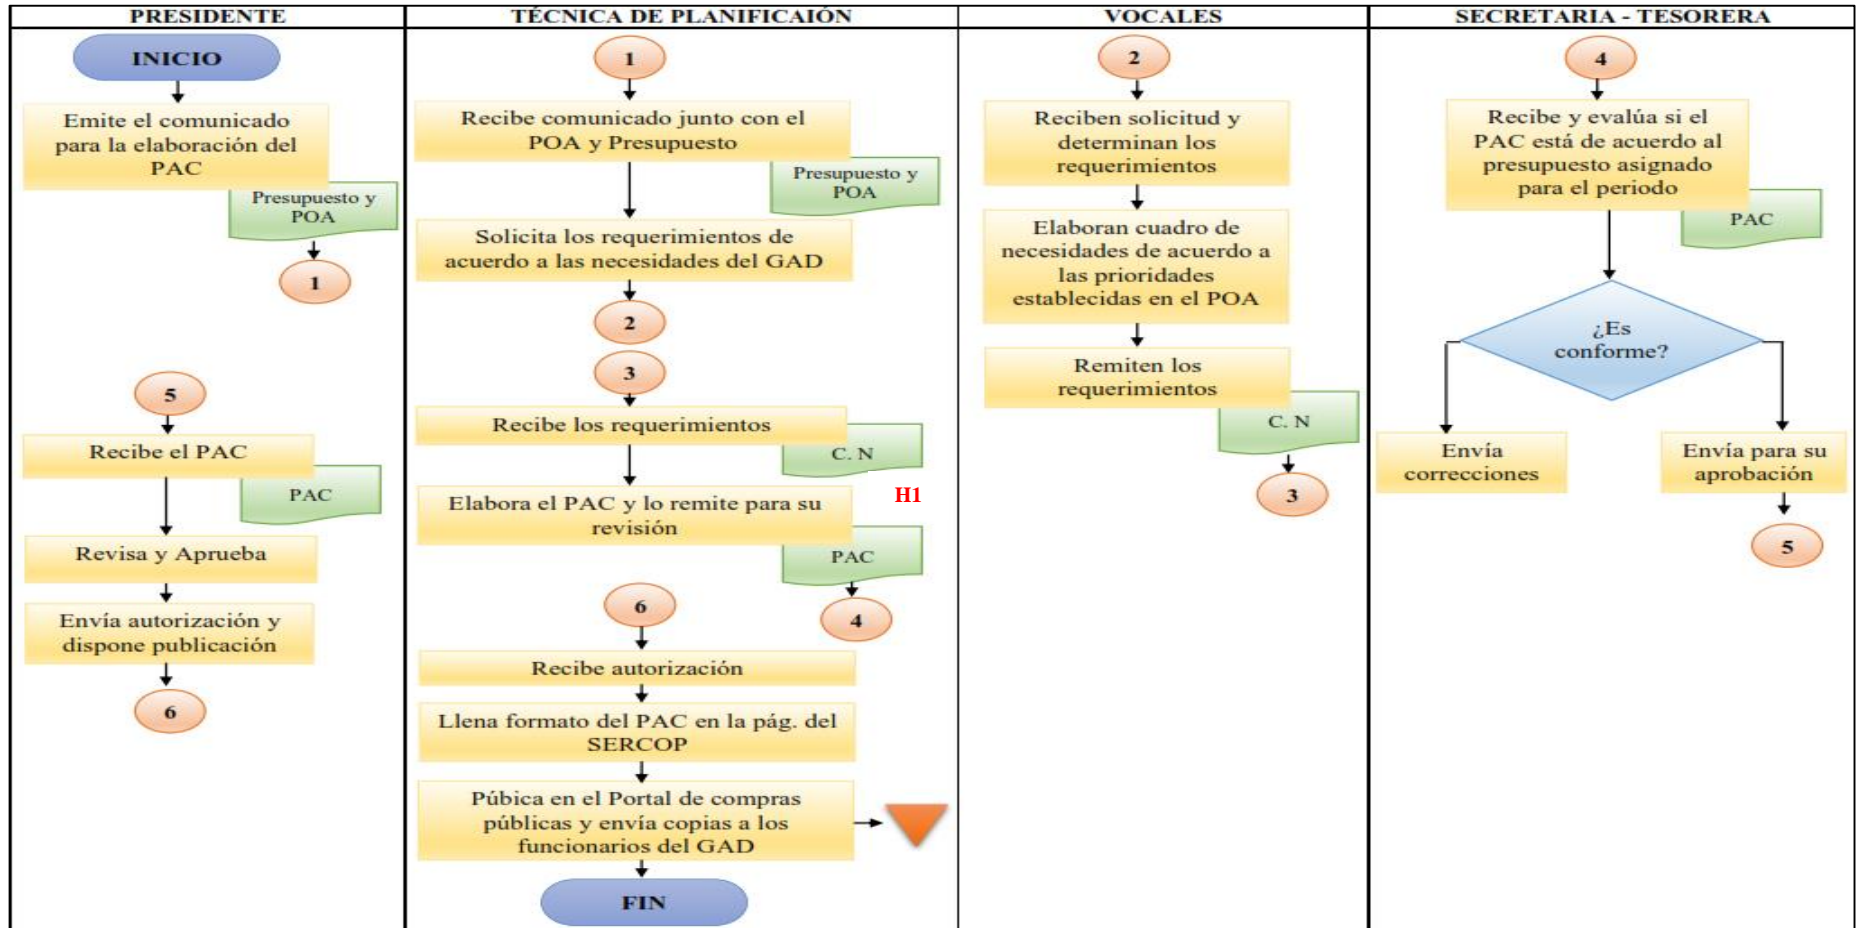 PRESIDENTE
INICIO
Emite el comunicado
para la elaboración del
PAC
Presupuesto y
POA
1
5
Recibe el PAC
PAC
Revisa y Aprueba
Envía autorización y
dispone publicación
6
TÉCNICA DE PLANIFICAIÓN
1
Recibe comunicado junto con el
POA y Presupuesto
Presupuesto y
POA
Solicita los requerimientos de
acuerdo a las necesidades del GAD
2
3
Recibe los requerimientos
C. N
H1
Elabora el PAC y lo remite para su
revisión
PAC
4
6
Recibe autorización
Llena formato del PAC en la pág. del
SERCOP
Púbica en el Portal de compras
públicas y envía copias a los
funcionarios del GAD
FIN
VOCALES
2
Reciben solicitud y
determinan los
requerimientos
Elaboran cuadro de
necesidades de acuerdo a
las prioridades
establecidas en el POA
Remiten los
requerimientos
C. N
3
SECRETARIA - TESORERA
4
Recibe y evalúa si el
PAC está de acuerdo al
presupuesto asignado
para el periodo
PAC
¿Es
conforme?
Envía
correcciones
Envía para su
aprobación
5